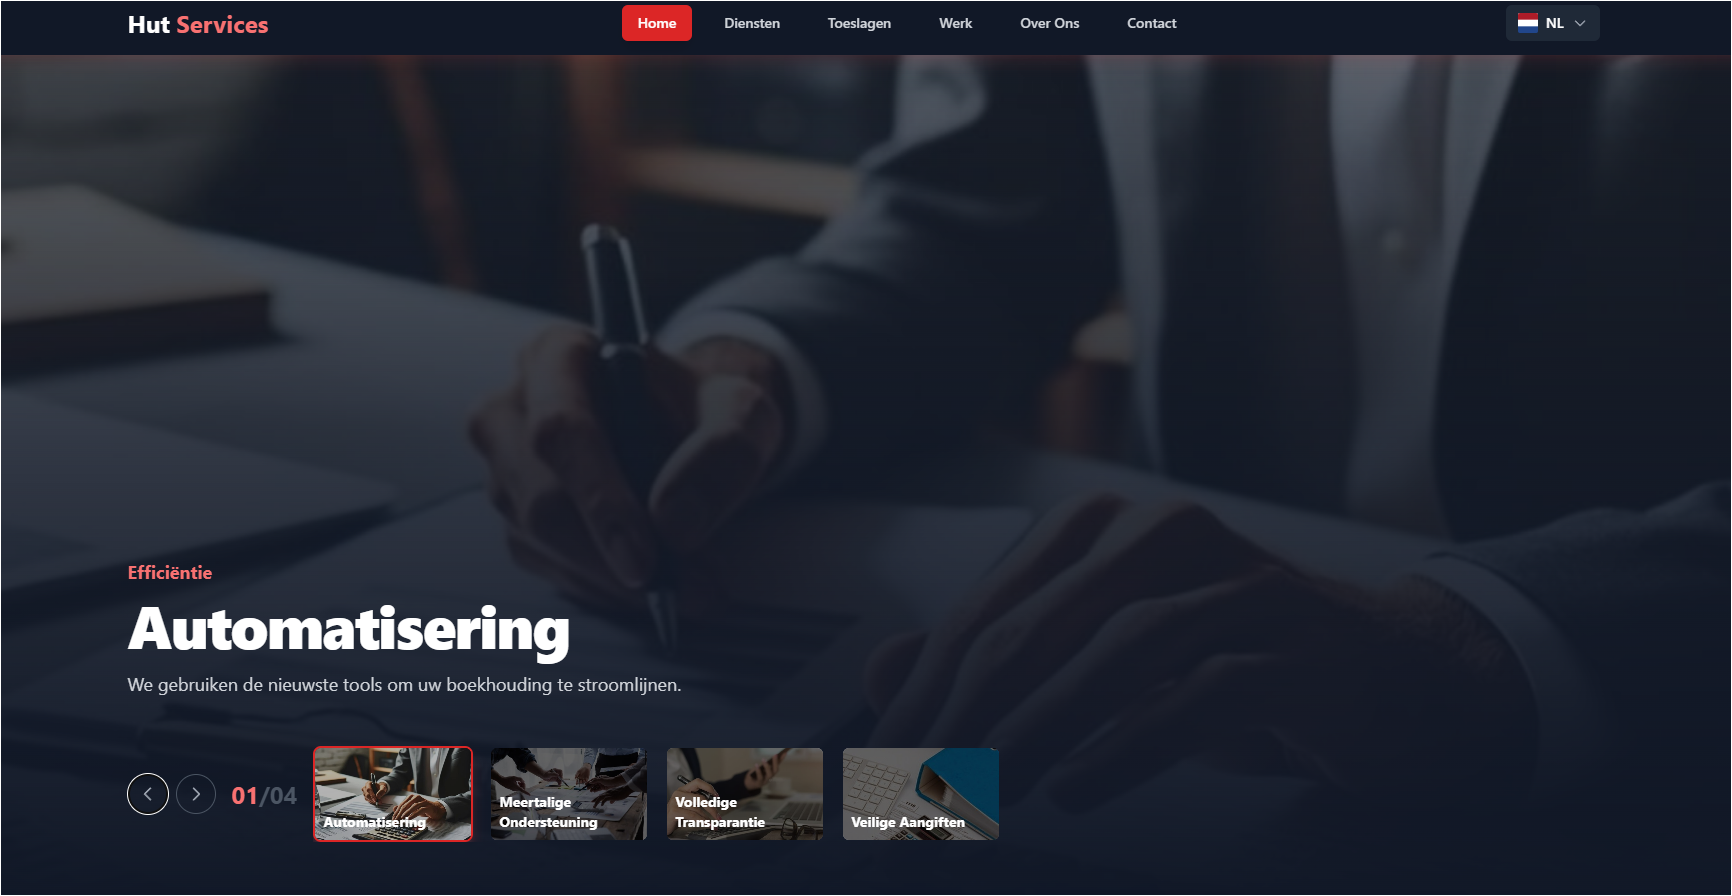 Hut Services
Home
Diensten
Toeslagen
Werk
Over Ons
Contact
NL
Efficiëntie
Automatisering
We gebruiken de nieuwste tools om uw boekhouding te stroomlijnen.
01/04
Automatisering
Meertalige
Ondersteuning
Volledige
Transparantie
Veilige Aangiften